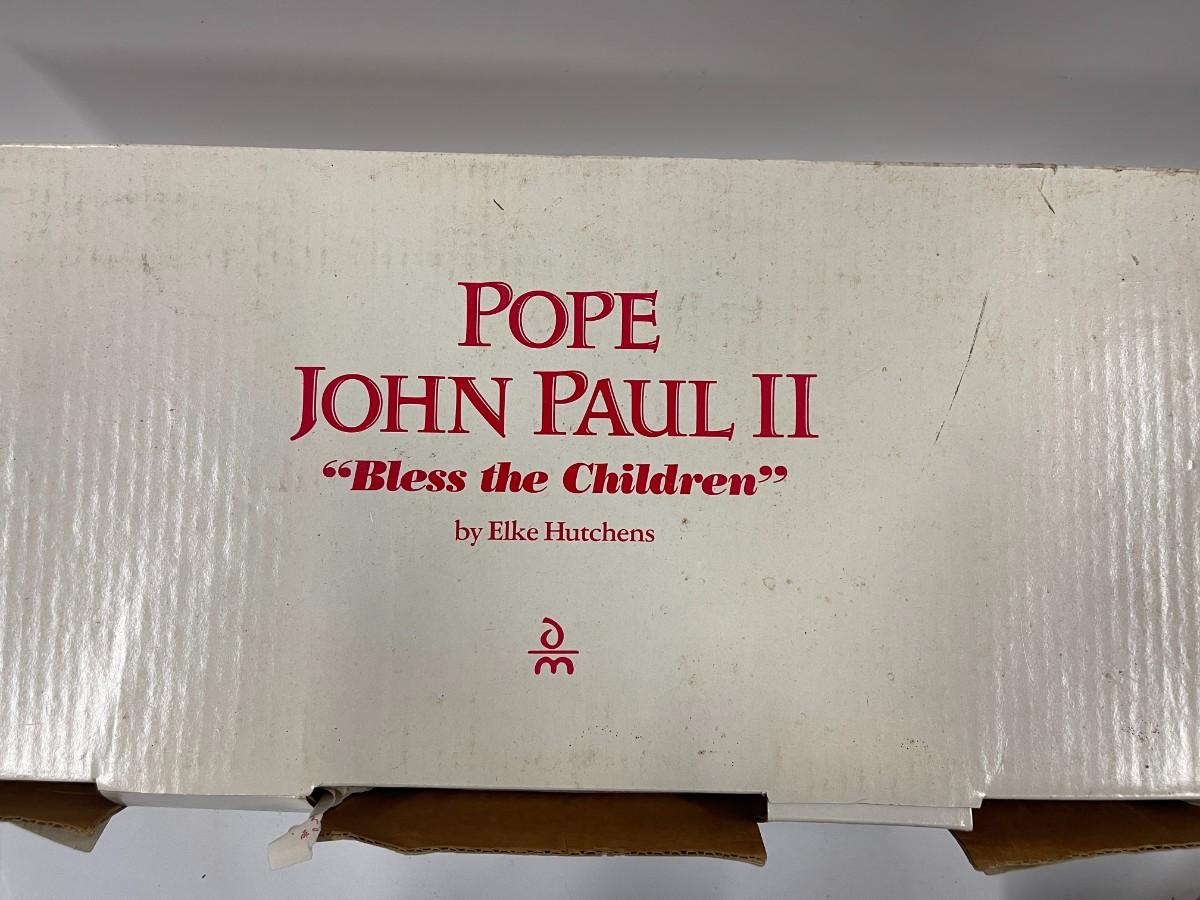 POPE
JOHN PAUL II
“Bless the Children”
by Elke Hutchens